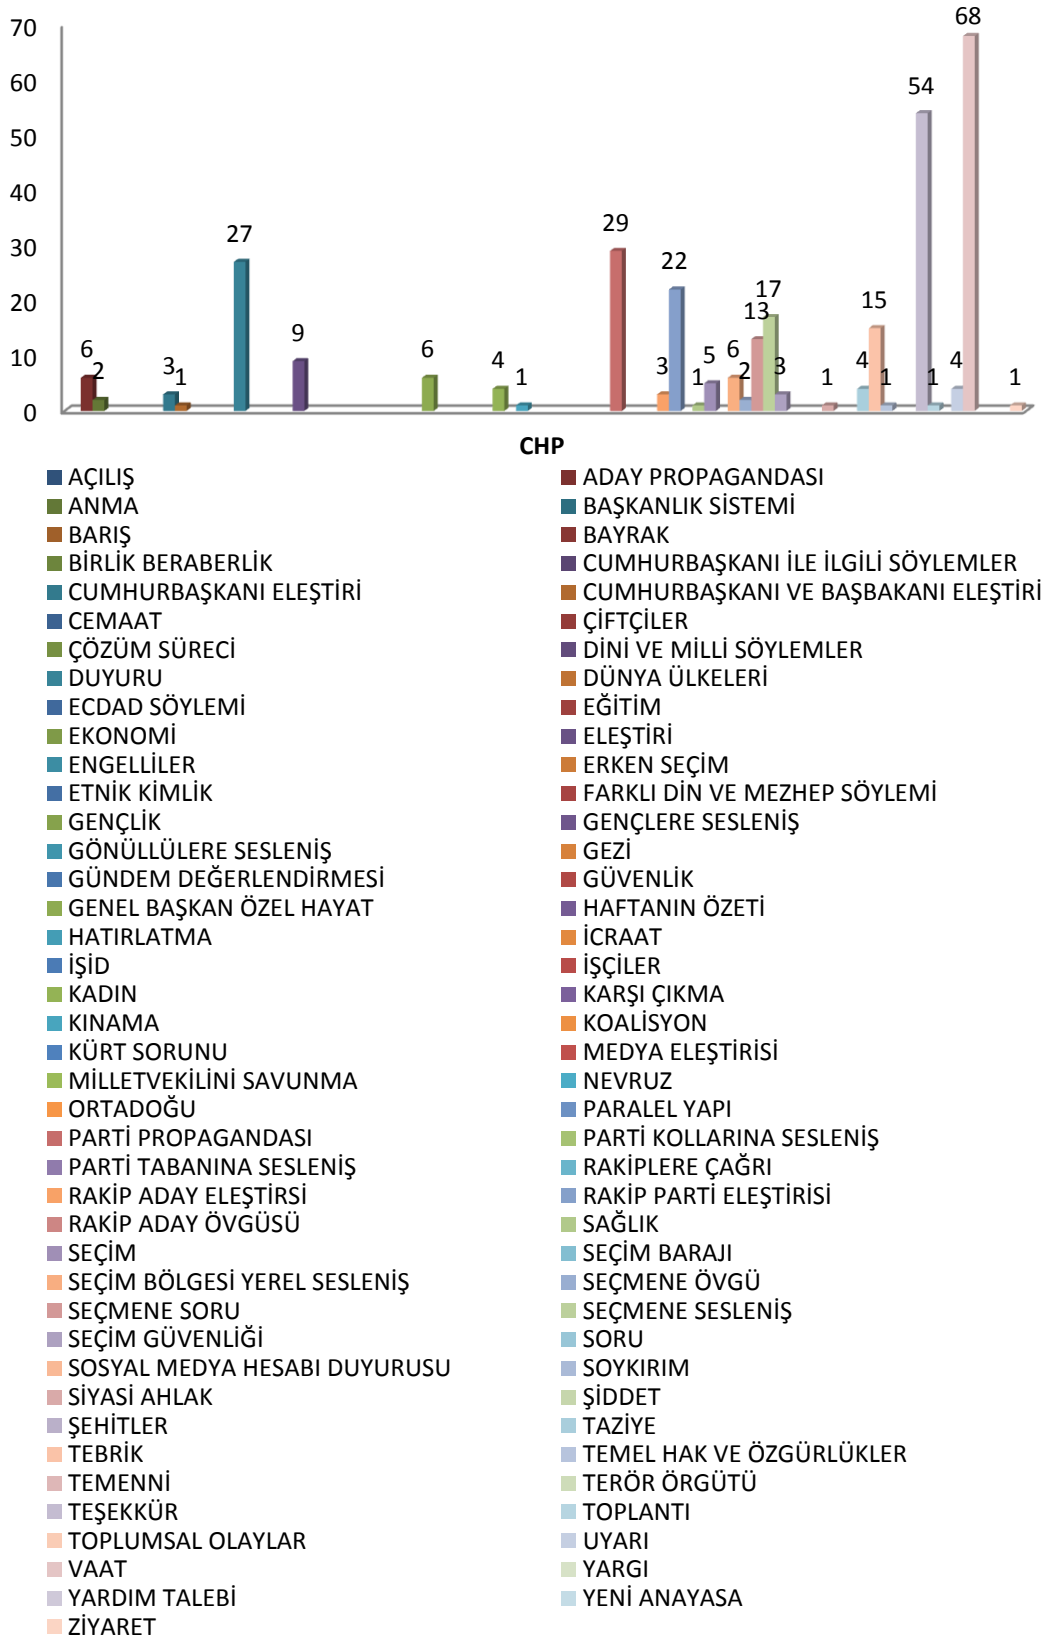 70
60
50
40
30
20
10
0
6
2
3
1
27
9
6
4
1
29
3
22
1
5
6
2
13
17
3
1
4
15
1
54
1
4
68
1
CHP
AÇILIŞ
ADAY PROPAGANDASI
ANMA
BAŞKANLIK SİSTEMİ
BARIŞ
BAYRAK
BİRLİK BERABERLİK
CUMHURBAŞKANI İLE İLGİLİ SÖYLEMLER
CUMHURBAŞKANI ELEŞTİRİ
CUMHURBAŞKANI VE BAŞBAKANI ELEŞTİRİ
CEMAAT
ÇİFTÇİLER
ÇÖZÜM SÜRECİ
DİNİ VE MİLLİ SÖYLEMLER
DUYURU
DÜNYA ÜLKELERİ
ECDAD SÖYLEMİ
EĞİTİM
EKONOMİ
ELEŞTİRİ
ENGELLİLER
ERKEN SEÇİM
ETNİK KİMLİK
FARKLI DİN VE MEZHEP SÖYLEMİ
GENÇLİK
GENÇLERE SESLENİŞ
GÖNÜLLÜLERE SESLENİŞ
GEZİ
GÜNDEM DEĞERLENDİRMESİ
GÜVENLİK
GENEL BAŞKAN ÖZEL HAYAT
HAFTANIN ÖZETİ
HATIRLATMA
İCRAAT
İŞİD
İŞÇİLER
KADIN
KARŞI ÇIKMA
KINAMA
KOALİSYON
KÜRT SORUNU
MEDYA ELEŞTİRİSİ
MİLLETVEKİLİNİ SAVUNMA
NEVRUZ
ORTADOĞU
PARALEL YAPI
PARTİ PROPAGANDASI
PARTİ KOLLARINA SESLENİŞ
PARTİ TABANINA SESLENİŞ
RAKİPLERE ÇAĞRI
RAKİP ADAY ELEŞTİRSİ
RAKİP PARTİ ELEŞTİRİSİ
RAKİP ADAY ÖVGÜSÜ
SAĞLIK
SEÇİM
SEÇİM BARAJI
SEÇİM BÖLGESİ YEREL SESLENİŞ
SEÇMENE ÖVGÜ
SEÇMENE SORU
SEÇMENE SESLENİŞ
SEÇİM GÜVENLİĞİ
SORU
SOSYAL MEDYA HESABI DUYURUSU
SOYKIRIM
SİYASİ AHLAK
ŞİDDET
ŞEHİTLER
TAZİYE
TEBRİK
TEMEL HAK VE ÖZGÜRLÜKLER
TEMENNİ
TERÖR ÖRGÜTÜ
TEŞEKKÜR
TOPLANTI
TOPLUMSAL OLAYLAR
UYARI
VAAT
YARGI
YARDIM TALEBİ
YENİ ANAYASA
ZİYARET